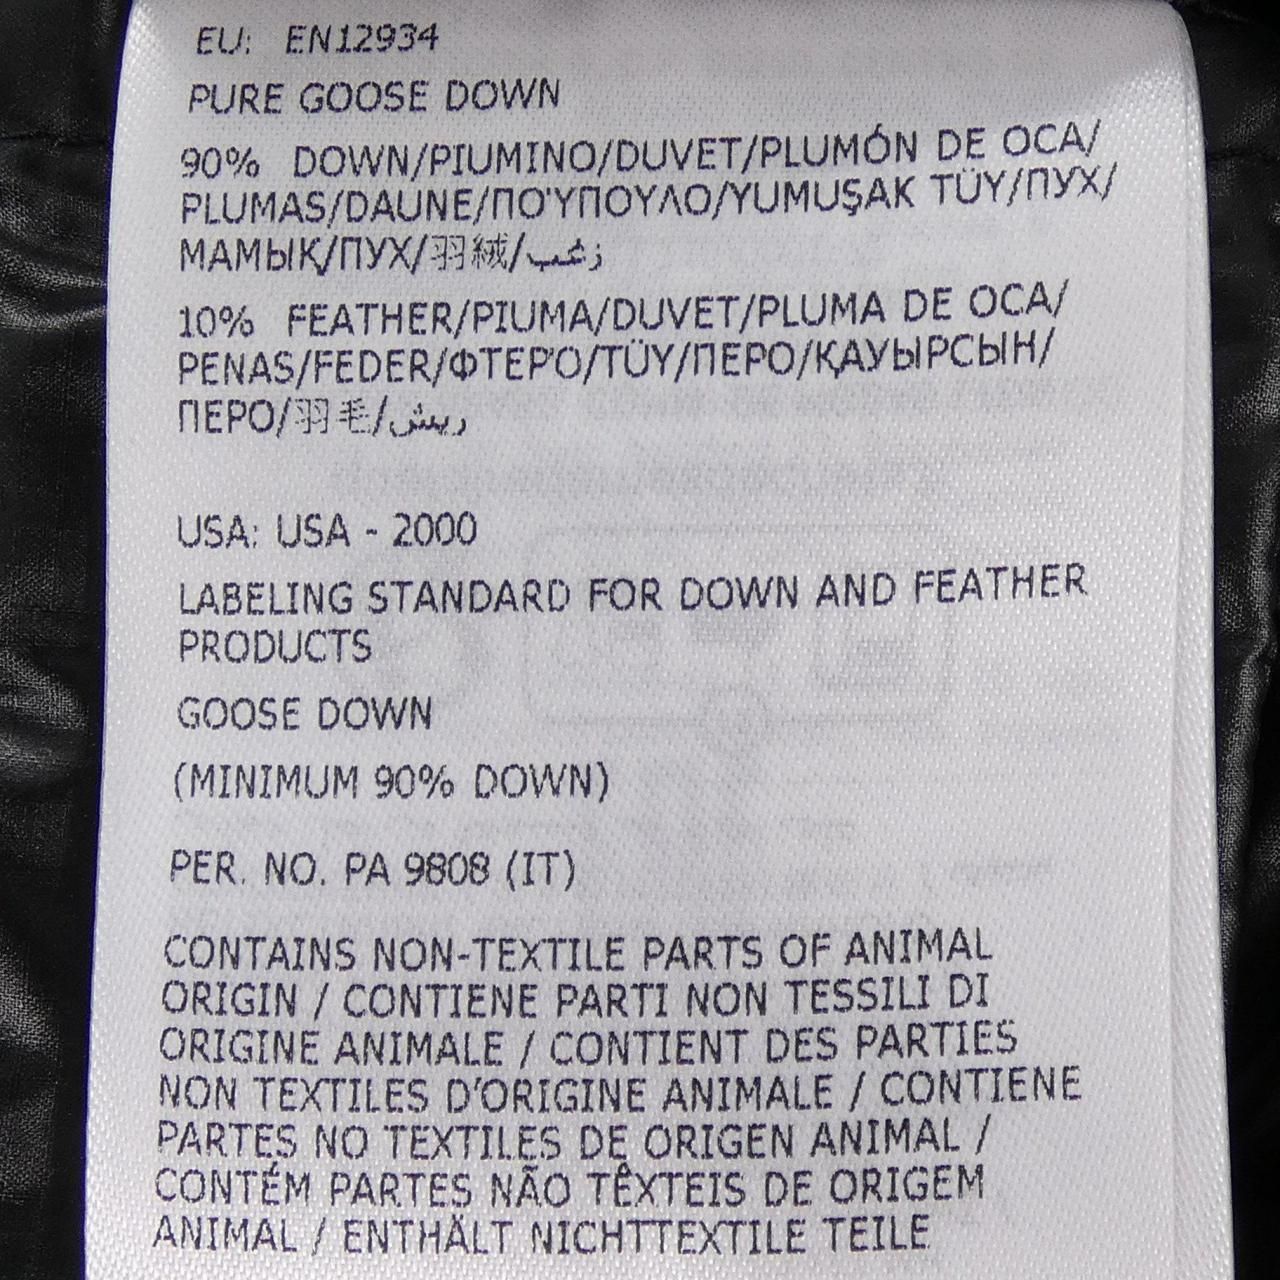 EU: EN12934
PURE GOOSE DOWN
90% DOWN/PIUMINO/DUVET/PLUMÓN DE OCA/
PLUMAS/DAUNE/ΠΟ'ΥΠΟΥΛΟ/YUMUŞAK TÜY/ПУХ/
МАМЫҚ/ПУХ/羽絨/زغب
10% FEATHER/PIUMA/DUVET/PLUMA DE OCA/
PENAS/FEDER/ΦΤΕΡ'Ο/TÜY/ПЕРО/ҚАУЫРСЫН/
ПЕРО/羽毛/ريش
USA: USA - 2000
LABELING STANDARD FOR DOWN AND FEATHER
PRODUCTS
GOOSE DOWN
(MINIMUM 90% DOWN)
PER. NO. PA 9808 (IT)
CONTAINS NON-TEXTILE PARTS OF ANIMAL
ORIGIN / CONTIENE PARTI NON TESSILI DI
ORIGINE ANIMALE / CONTIENT DES PARTIES
NON TEXTILES D'ORIGINE ANIMALE / CONTIENE
PARTES NO TEXTILES DE ORIGEN ANIMAL /
CONTÉM PARTES NÃO TÊXTEIS DE ORIGEM
ANIMAL / ENTHÄLT NICHTTEXTILE TEILE